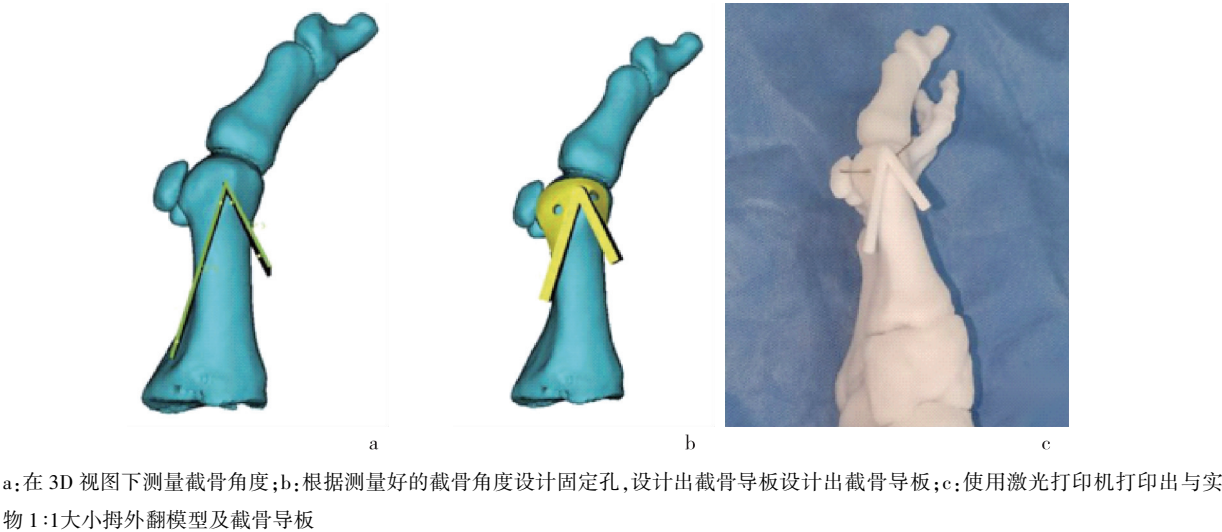 a
b
c
a:在 3D 视图下测量截骨角度;b:根据测量好的截骨角度设计固定孔,设计出截骨导板设计出截骨导板;c:使用激光打印机打印出与实
物 1∶1大小拇外翻模型及截骨导板